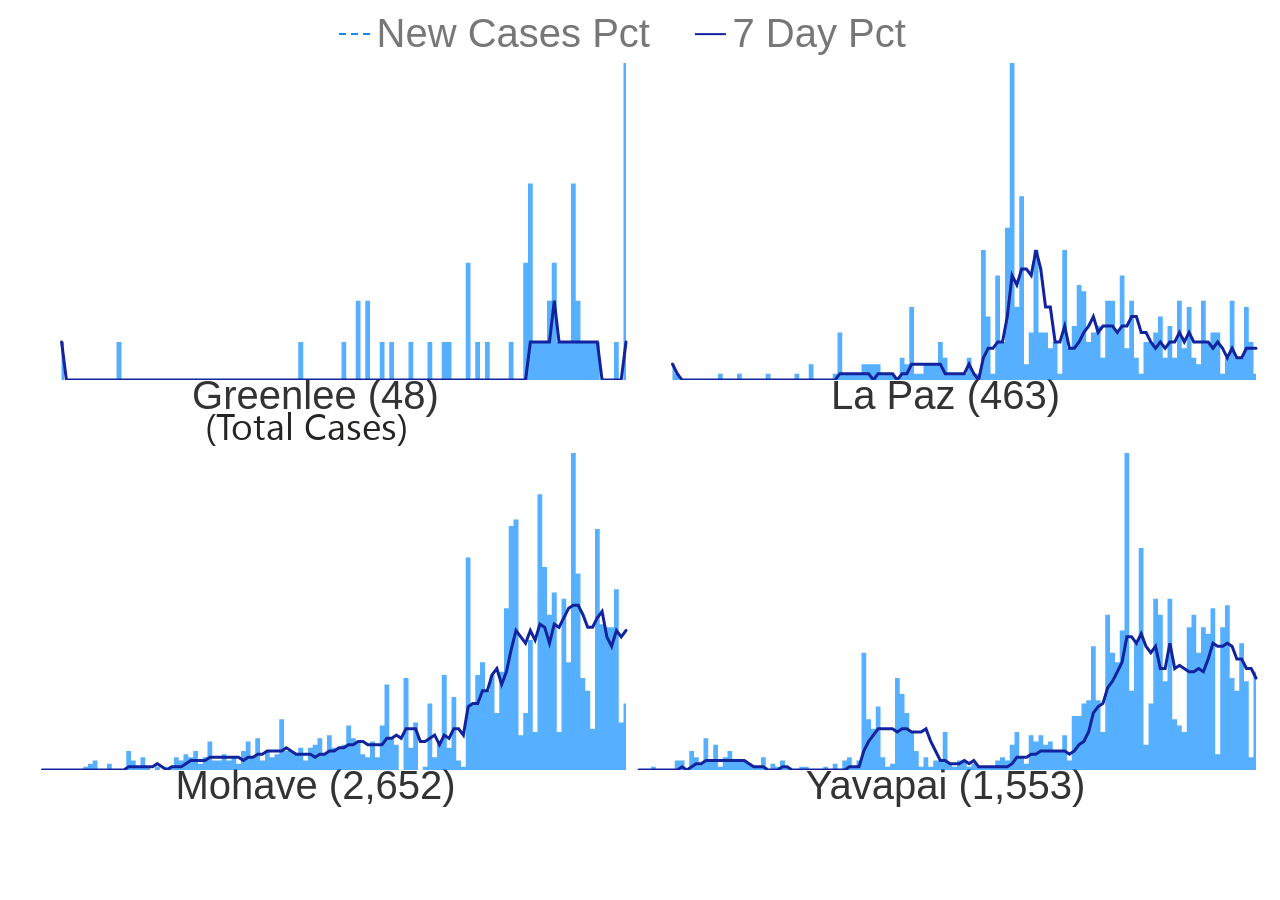 New Cases Pct 7 Day Pct
Greenlee (48) La Paz (463)
(Total Cases)
Mohave (2,652) Yavapai (1,553)